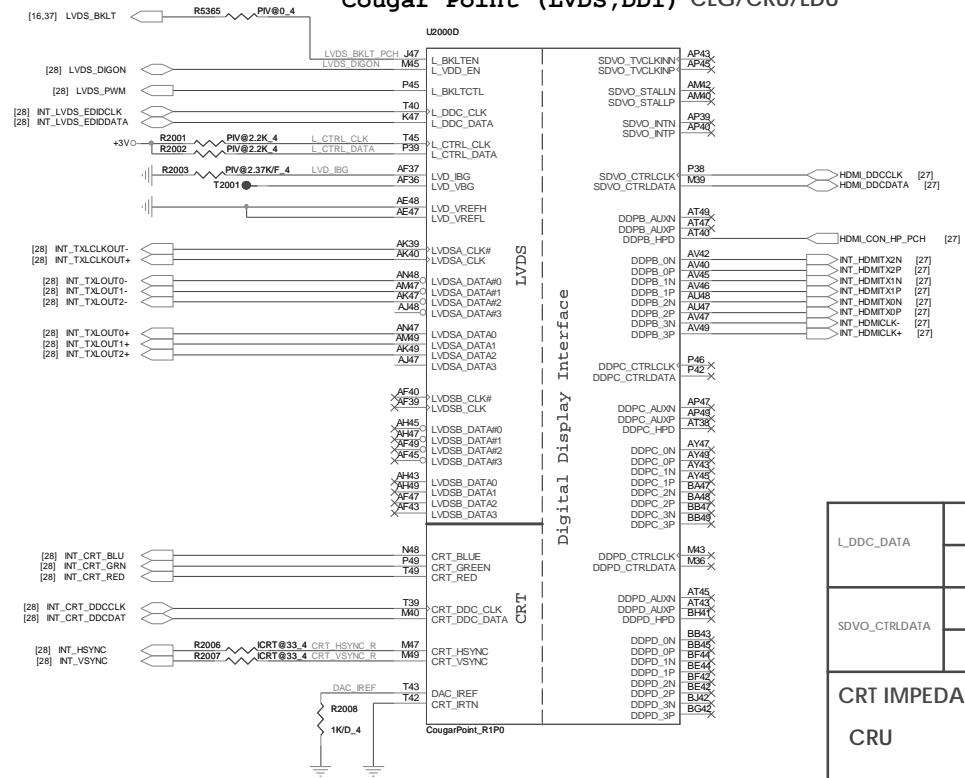 Cougar Point (LVDS,DDI) CLG/CRU/LDU
[16,37] LVDS_BKLT R5365 PIV@0_4
U2000D
LVDS_BKLT_PCH J47 L_BKLTEN
[28] LVDS_DIGON LVDS_DIGON M45 L_VDD_EN
[28] LVDS_PWM P45 L_BKLTCTL
[28] INT_LVDS_EDIDCLK T40 L_DDC_CLK
[28] INT_LVDS_EDIDDATA K47 L_DDC_DATA
+3V R2001 PIV@2.2K_4 L_CTRL_CLK T45 L_CTRL_CLK
R2002 PIV@2.2K_4 L_CTRL_DATA P39 L_CTRL_DATA
R2003 PIV@2.37K/F_4 LVD_IBG AF37 LVD_IBG
T2001 AF36 LVD_VBG
AE48 LVD_VREFH
AE47 LVD_VREFL
[28] INT_TXLCLKOUT- AK39 LVDSA_CLK#
[28] INT_TXLCLKOUT+ AK40 LVDSA_CLK
[28] INT_TXLOUT0- AN48 LVDSA_DATA#0
[28] INT_TXLOUT1- AM47 LVDSA_DATA#1
[28] INT_TXLOUT2- AK47 LVDSA_DATA#2
AJ48 LVDSA_DATA#3
[28] INT_TXLOUT0+ AN47 LVDSA_DATA0
[28] INT_TXLOUT1+ AM49 LVDSA_DATA1
[28] INT_TXLOUT2+ AK49 LVDSA_DATA2
AJ47 LVDSA_DATA3
AF40 LVDSB_CLK#
AF39 LVDSB_CLK
AH45 LVDSB_DATA#0
AH47 LVDSB_DATA#1
AF49 LVDSB_DATA#2
AF45 LVDSB_DATA#3
AH43 LVDSB_DATA0
AH49 LVDSB_DATA1
AF47 LVDSB_DATA2
AF43 LVDSB_DATA3
[28] INT_CRT_BLU N48 CRT_BLUE
[28] INT_CRT_GRN P49 CRT_GREEN
[28] INT_CRT_RED T49 CRT_RED
[28] INT_CRT_DDCCLK T39 CRT_DDC_CLK
[28] INT_CRT_DDCDAT M40 CRT_DDC_DATA
[28] INT_HSYNC R2006 ICRT@33_4 CRT_HSYNC_R M47 CRT_HSYNC
[28] INT_VSYNC R2007 ICRT@33_4 CRT_VSYNC_R M49 CRT_VSYNC
DAC_IREF T43 DAC_IREF
T42 CRT_IRTN
R2008
1K/D_4
CougarPoint_R1P0
LVDS
CRT
Digital Display Interface
SDVO_TVCLKINN AP43
SDVO_TVCLKINP AP45
SDVO_STALLN AM42
SDVO_STALLP AM40
SDVO_INTN AP39
SDVO_INTP AP40
SDVO_CTRLCLK P38 HDMI_DDCCLK [27]
SDVO_CTRLDATA M39 HDMI_DDCDATA [27]
DDPB_AUXN AT49
DDPB_AUXP AT47
DDPB_HPD AT40 HDMI_CON_HP_PCH [27]
DDPB_0N AV42 INT_HDMITX2N [27]
DDPB_0P AV40 INT_HDMITX2P [27]
DDPB_1N AV45 INT_HDMITX1N [27]
DDPB_1P AV46 INT_HDMITX1P [27]
DDPB_2N AU48 INT_HDMITX0N [27]
DDPB_2P AU47 INT_HDMITX0P [27]
DDPB_3N AV47 INT_HDMICLK- [27]
DDPB_3P AV49 INT_HDMICLK+ [27]
DDPC_CTRLCLK P46
DDPC_CTRLDATA P42
DDPC_AUXN AP47
DDPC_AUXP AP49
DDPC_HPD AT38
DDPC_0N AY47
DDPC_0P AY49
DDPC_1N AY43
DDPC_1P AY45
DDPC_2N BA47
DDPC_2P BA48
DDPC_3N BB47
DDPC_3P BB49
DDPD_CTRLCLK M43
DDPD_CTRLDATA M36
DDPD_AUXN AT45
DDPD_AUXP AT43
DDPD_HPD BH41
DDPD_0N BB43
DDPD_0P BB45
DDPD_1N BF44
DDPD_1P BE44
DDPD_2N BF42
DDPD_2P BE42
DDPD_3N BJ42
DDPD_3P BG42
L_DDC_DATA
SDVO_CTRLDATA
CRT IMPEDA
CRU